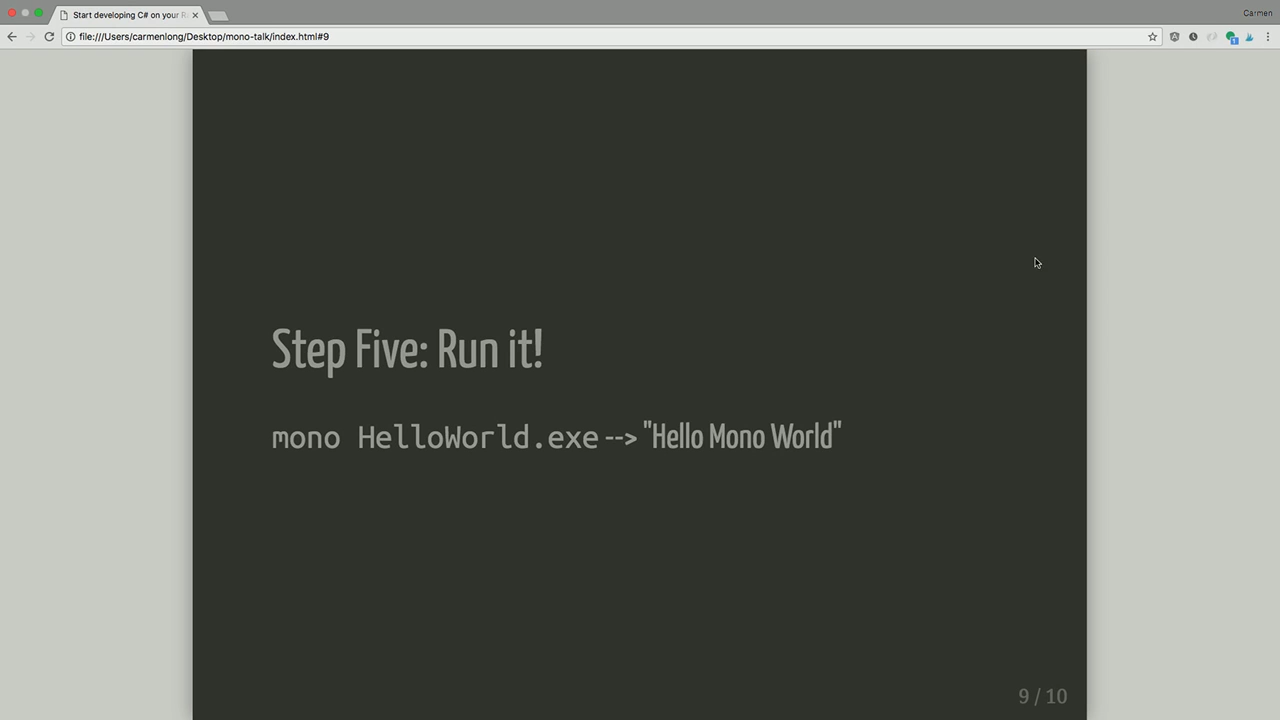 Start developing C# on your R
Carmen
file:///Users/carmenlong/Desktop/mono-talk/index.html#9
1
Step Five: Run it!
mono HelloWorld.exe --> "Hello Mono World"
9 / 10